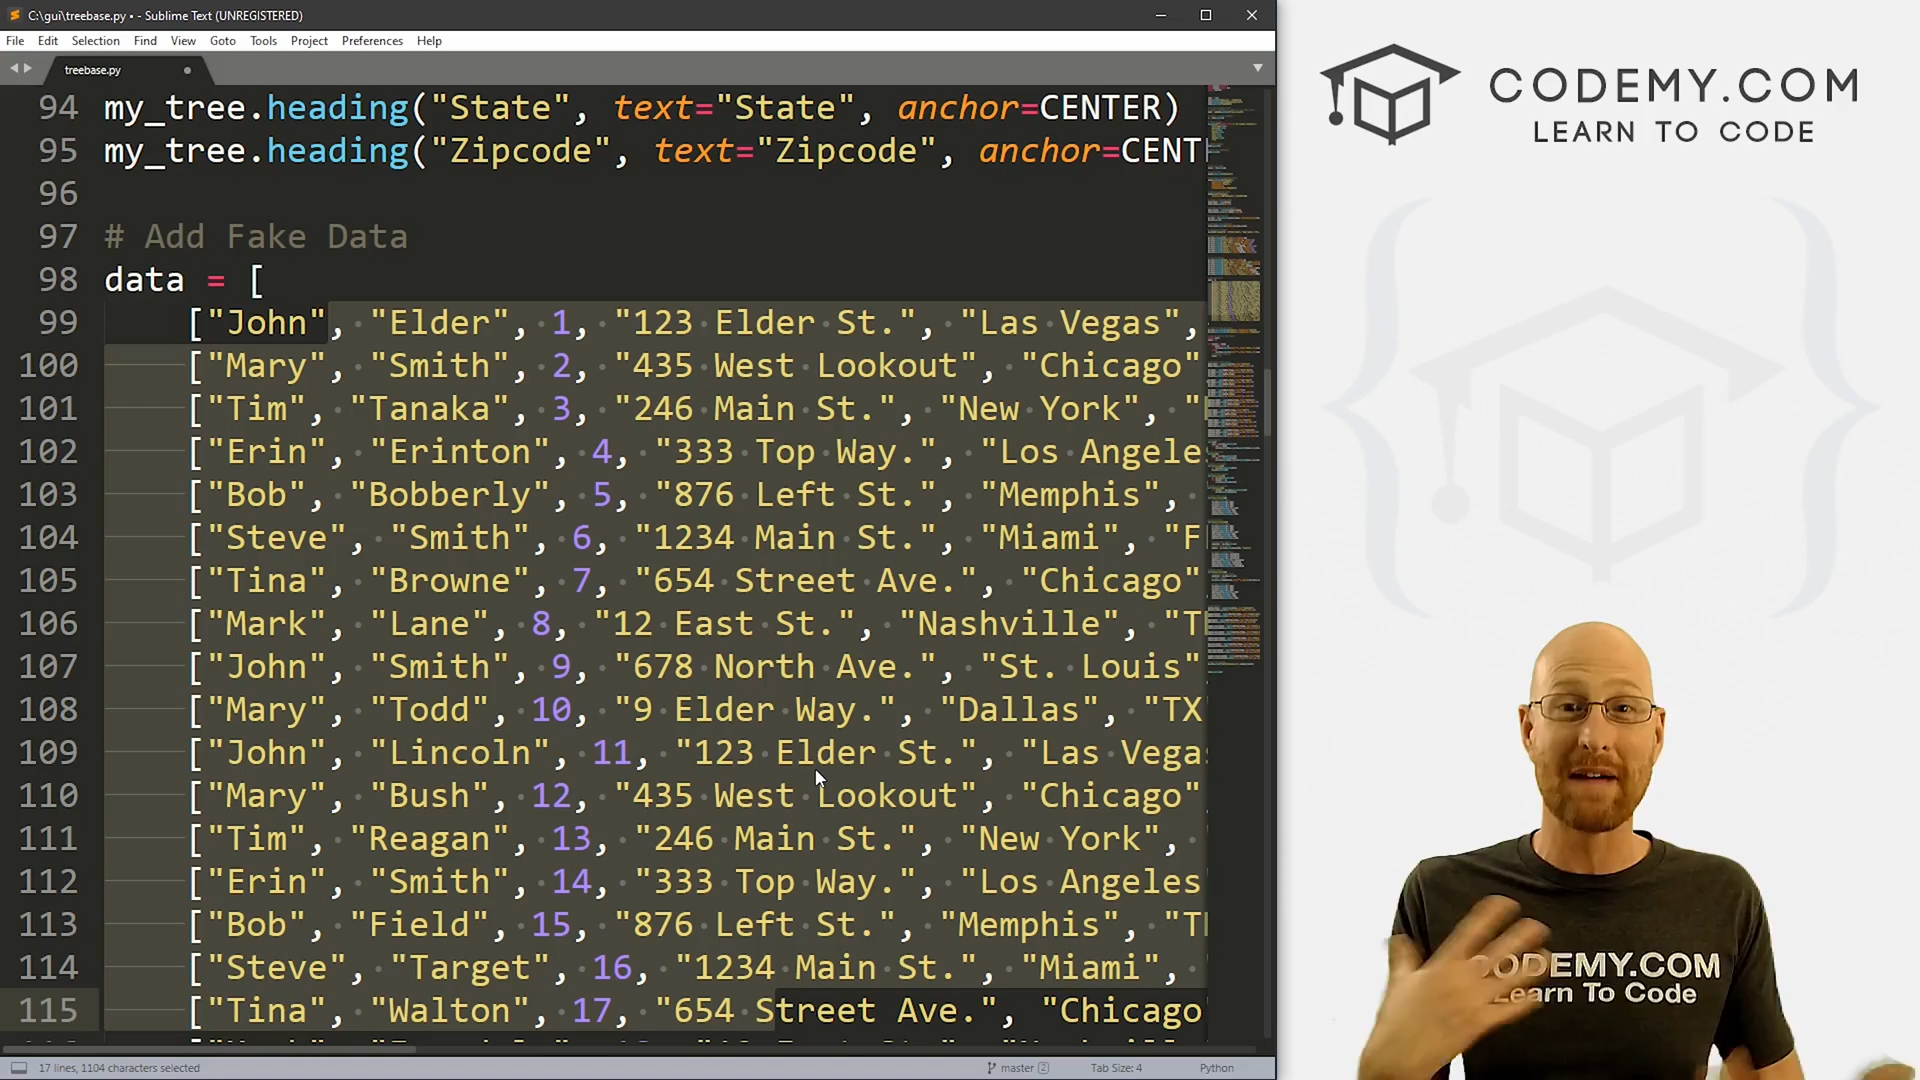 C:\gui\treebase.py • - Sublime Text (UNREGISTERED)
File Edit Selection Find View Goto Tools Project Preferences Help
treebase.py
94 my_tree.heading("State", text="State", anchor=CENTER)
95 my_tree.heading("Zipcode", text="Zipcode", anchor=CENT
96
97 # Add Fake Data
98 data = [
99 ["John", "Elder", 1, "123 Elder St.", "Las Vegas",
100 ["Mary", "Smith", 2, "435 West Lookout", "Chicago"
101 ["Tim", "Tanaka", 3, "246 Main St.", "New York", "
102 ["Erin", "Erinton", 4, "333 Top Way.", "Los Angele
103 ["Bob", "Bobberly", 5, "876 Left St.", "Memphis",
104 ["Steve", "Smith", 6, "1234 Main St.", "Miami", "F
105 ["Tina", "Browne", 7, "654 Street Ave.", "Chicago"
106 ["Mark", "Lane", 8, "12 East St.", "Nashville", "T
107 ["John", "Smith", 9, "678 North Ave.", "St. Louis"
108 ["Mary", "Todd", 10, "9 Elder Way.", "Dallas", "TX
109 ["John", "Lincoln", 11, "123 Elder St.", "Las Vega
110 ["Mary", "Bush", 12, "435 West Lookout", "Chicago"
111 ["Tim", "Reagan", 13, "246 Main St.", "New York",
112 ["Erin", "Smith", 14, "333 Top Way.", "Los Angeles
113 ["Bob", "Field", 15, "876 Left St.", "Memphis", "T
114 ["Steve", "Target", 16, "1234 Main St.", "Miami",
115 ["Tina", "Walton", 17, "654 Street Ave.", "Chicago
17 lines, 1104 characters selected
master 2
Tab Size: 4
Python
CODEMY.COM
LEARN TO CODE
CODEMY.COM
Learn To Code